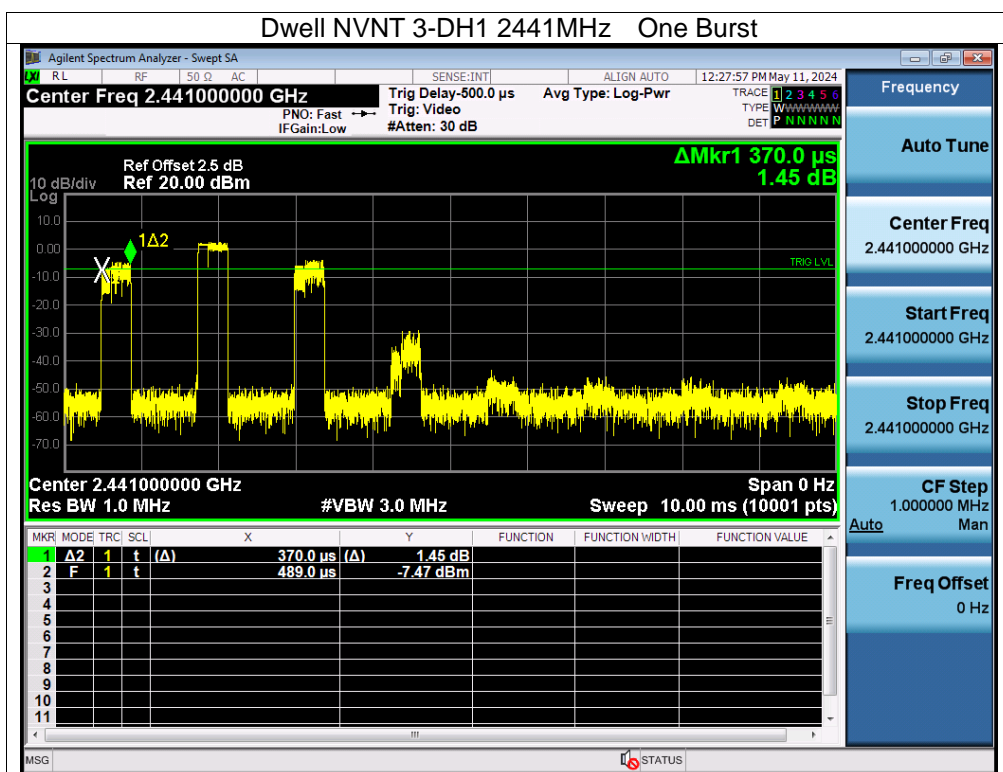 Dwell NVNT 3-DH1 2441MHz One Burst
Agilent Spectrum Analyzer - Swept SA
LXI RL RF 50 Ω AC SENSE:INT ALIGN AUTO 12:27:57 PM May 11, 2024
Center Freq 2.441000000 GHz Trig Delay-500.0 µs Avg Type: Log-Pwr TRACE 1 2 3 4 5 6
PNO: Fast Trig: Video TYPE WWWWWWW
IFGain:Low #Atten: 30 dB DET P N N N N N
ΔMkr1 370.0 µs
1.45 dB
Ref Offset 2.5 dB
10 dB/div Ref 20.00 dBm
Log
10.0
1Δ2
0.00
TRIG LVL
-10.0
-20.0
-30.0
-40.0
-50.0
-60.0
-70.0
Center 2.441000000 GHz Span 0 Hz
Res BW 1.0 MHz #VBW 3.0 MHz Sweep 10.00 ms (10001 pts)
MKR MODE TRC SCL X Y FUNCTION FUNCTION WIDTH FUNCTION VALUE
1 Δ2 1 t (Δ) 370.0 µs (Δ) 1.45 dB
2 F 1 t 489.0 µs -7.47 dBm
3
4
5
6
7
8
9
10
11
MSG STATUS
Frequency
Auto Tune
Center Freq
2.441000000 GHz
Start Freq
2.441000000 GHz
Stop Freq
2.441000000 GHz
CF Step
1.000000 MHz
Auto Man
Freq Offset
0 Hz